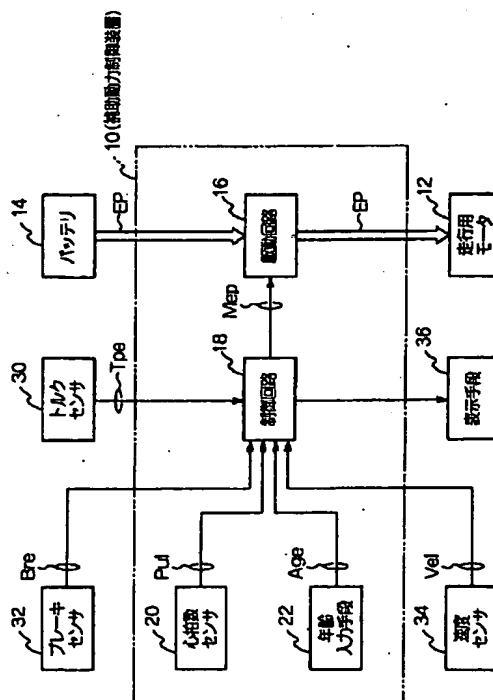 10(補助動力制御装置)
14
バッテリ
EP
16
駆動回路
EP
12
走行用
モータ
Mep
30
トルク
センサ
Tpe
18
制御回路
36
表示手段
32
ブレーキ
センサ
Bre
20
心拍数
センサ
Pul
22
年齢
入力手段
Age
34
速度
センサ
Vel